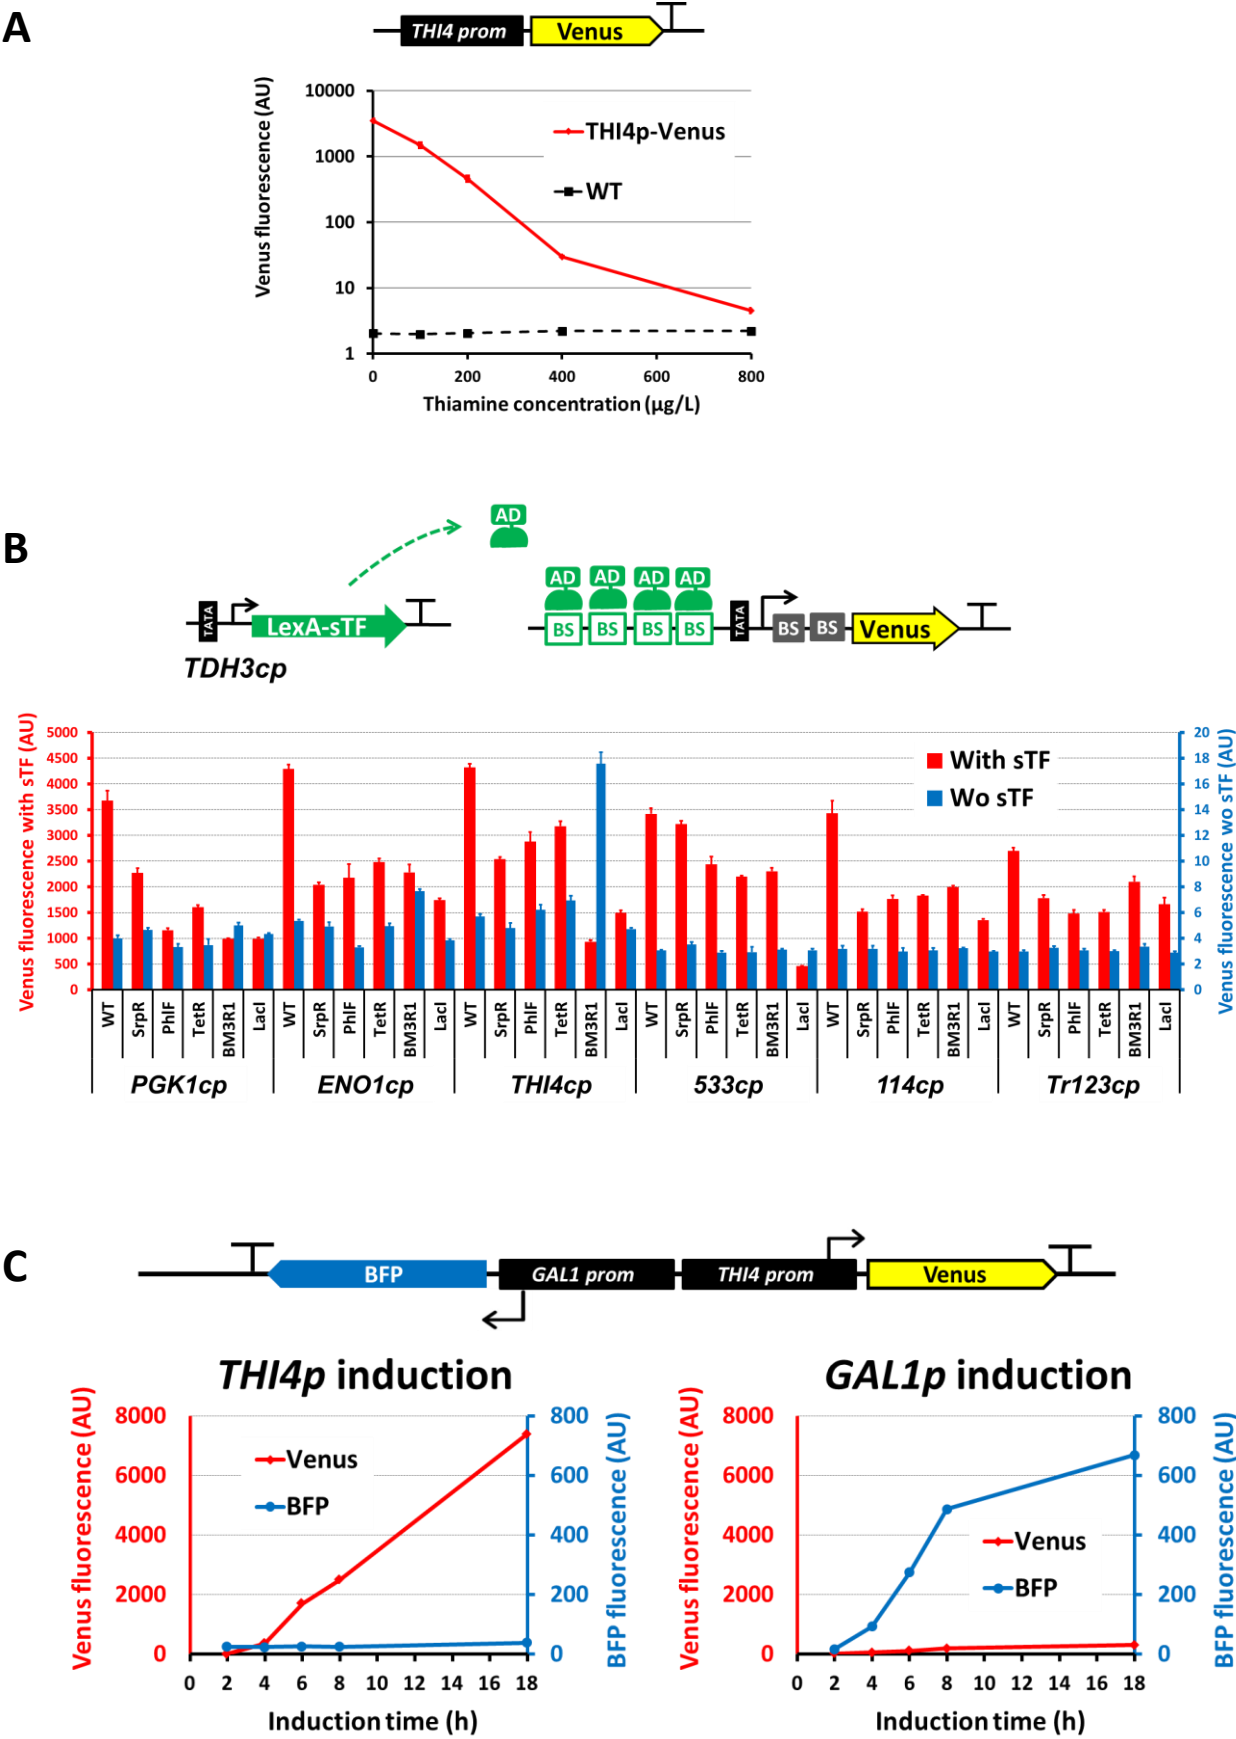 A
THI4 prom Venus
Venus fluorescence (AU)
10000
1000
100
10
1
THI4p-Venus
WT
0 200 400 600 800
Thiamine concentration (µg/L)
B
AD
AD AD AD AD
TATA LexA-sTF BS BS BS BS TATA BS BS Venus
TDH3cp
Venus fluorescence with sTF (AU)
5000
4500
4000
3500
3000
2500
2000
1500
1000
500
0
With sTF
Wo sTF
20
18
16
14
12
10
8
6
4
2
0
Venus fluorescence wo sTF (AU)
WT SrpR PhlF TetR BM3R1 LacI WT SrpR PhlF TetR BM3R1 LacI WT SrpR PhlF TetR BM3R1 LacI WT SrpR PhlF TetR BM3R1 LacI WT SrpR PhlF TetR BM3R1 LacI WT SrpR PhlF TetR BM3R1 LacI
PGK1cp ENO1cp THI4cp 533cp 114cp Tr123cp
C
BFP GAL1 prom THI4 prom Venus
THI4p induction
Venus fluorescence (AU)
8000
6000
4000
2000
0
Venus
BFP
800
600
400
200
0
BFP fluorescence (AU)
0 2 4 6 8 10 12 14 16 18
Induction time (h)
GAL1p induction
Venus fluorescence (AU)
8000
6000
4000
2000
0
Venus
BFP
800
600
400
200
0
BFP fluorescence (AU)
0 2 4 6 8 10 12 14 16 18
Induction time (h)